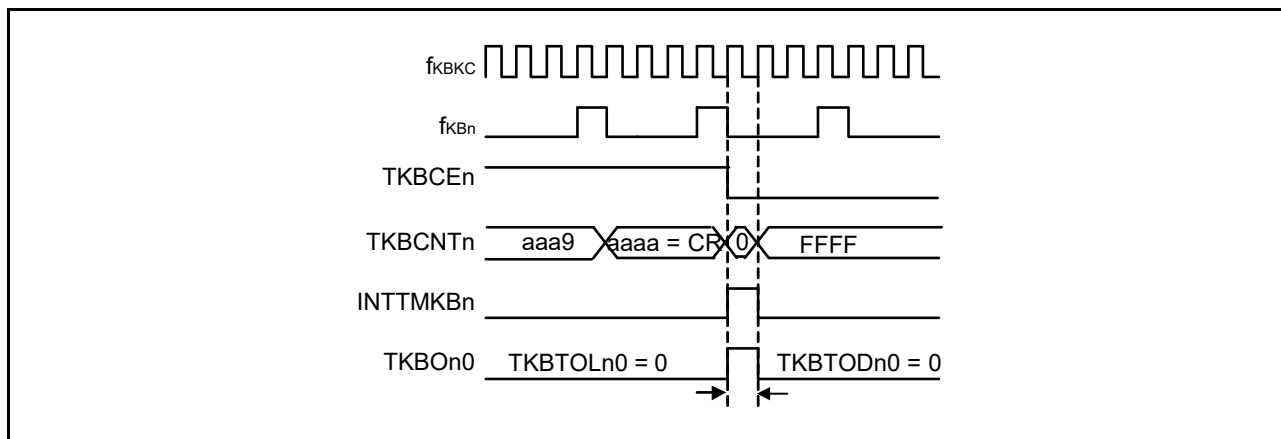 fKBKC
fKBn
TKBCEn
TKBCNTn aaa9 aaaa = CR 0 FFFF
INTTMKBn
TKBOn0 TKBTOLn0 = 0 TKBTODn0 = 0